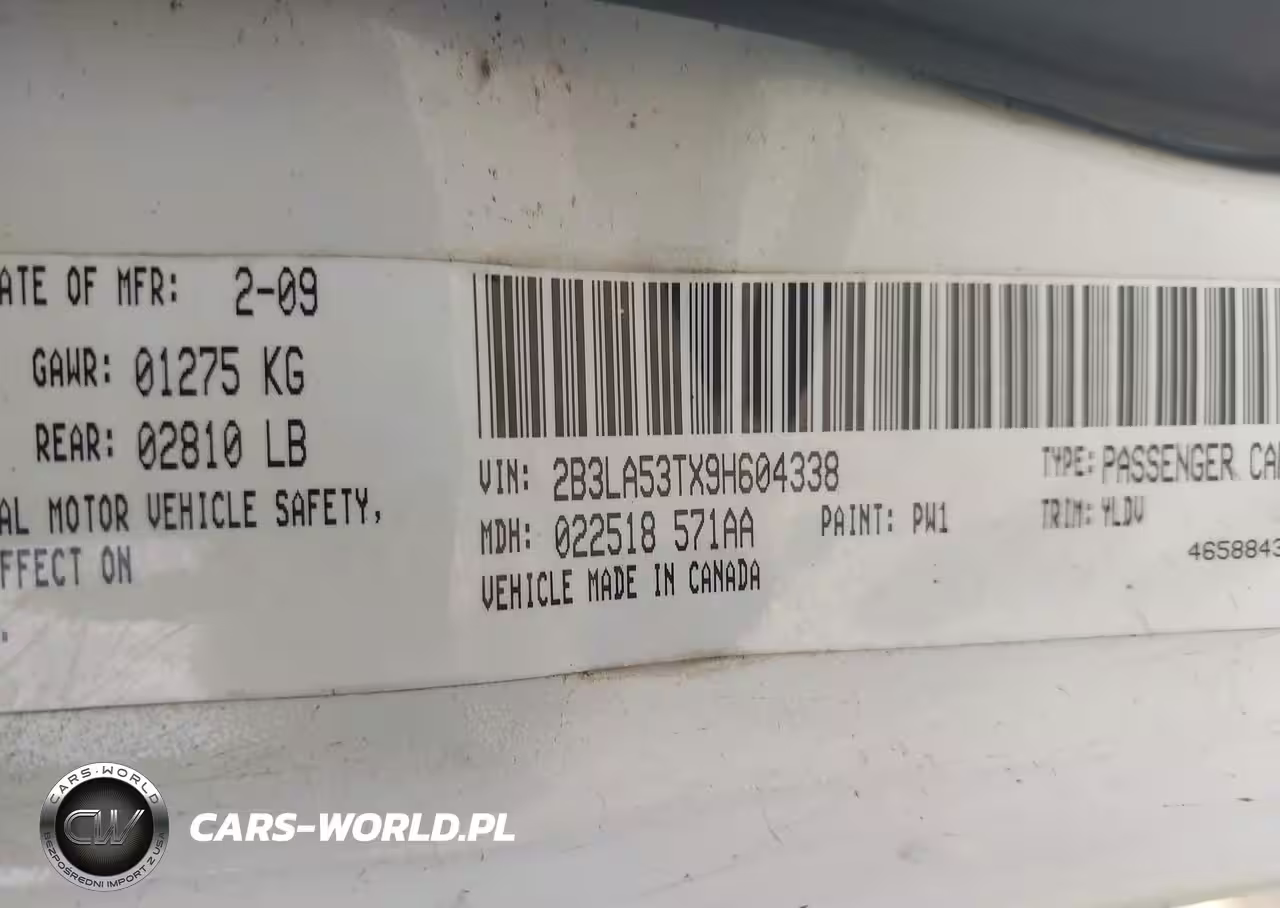 ATE OF MFR: 2-09
GAWR: 01275 KG
REAR: 02810 LB
AL MOTOR VEHICLE SAFETY,
FFECT ON
VIN: 2B3LA53TX9H604338
MDH: 022518 571AA
PAINT: PW1
VEHICLE MADE IN CANADA
TYPE: PASSENGER CA
TRIM: YLDV
4658843
CARS-WORLD
CW
BEZPOŚREDNI IMPORT Z USA
CARS-WORLD.PL